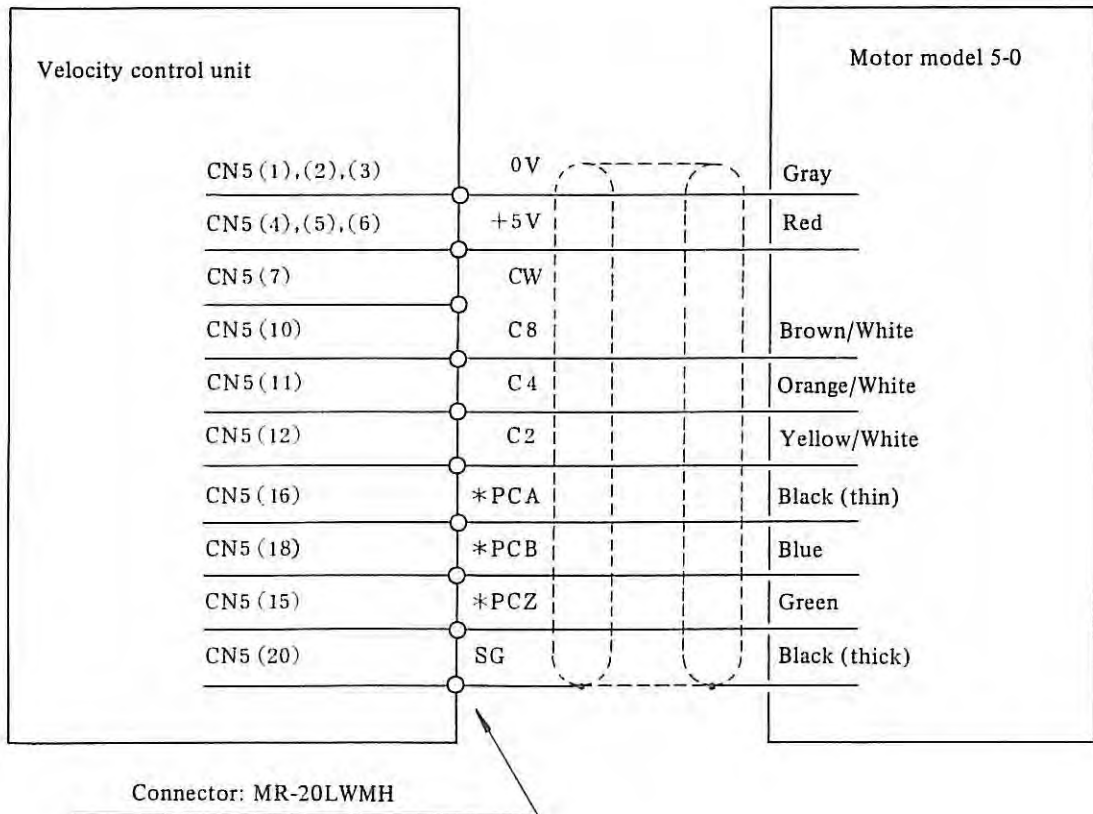 Velocity control unit
Motor model 5-0
CN5(1),(2),(3) 0V Gray
CN5(4),(5),(6) +5V Red
CN5(7) CW
CN5(10) C8 Brown/White
CN5(11) C4 Orange/White
CN5(12) C2 Yellow/White
CN5(16) *PCA Black (thin)
CN5(18) *PCB Blue
CN5(15) *PCZ Green
CN5(20) SG Black (thick)
Connector: MR-20LWMH